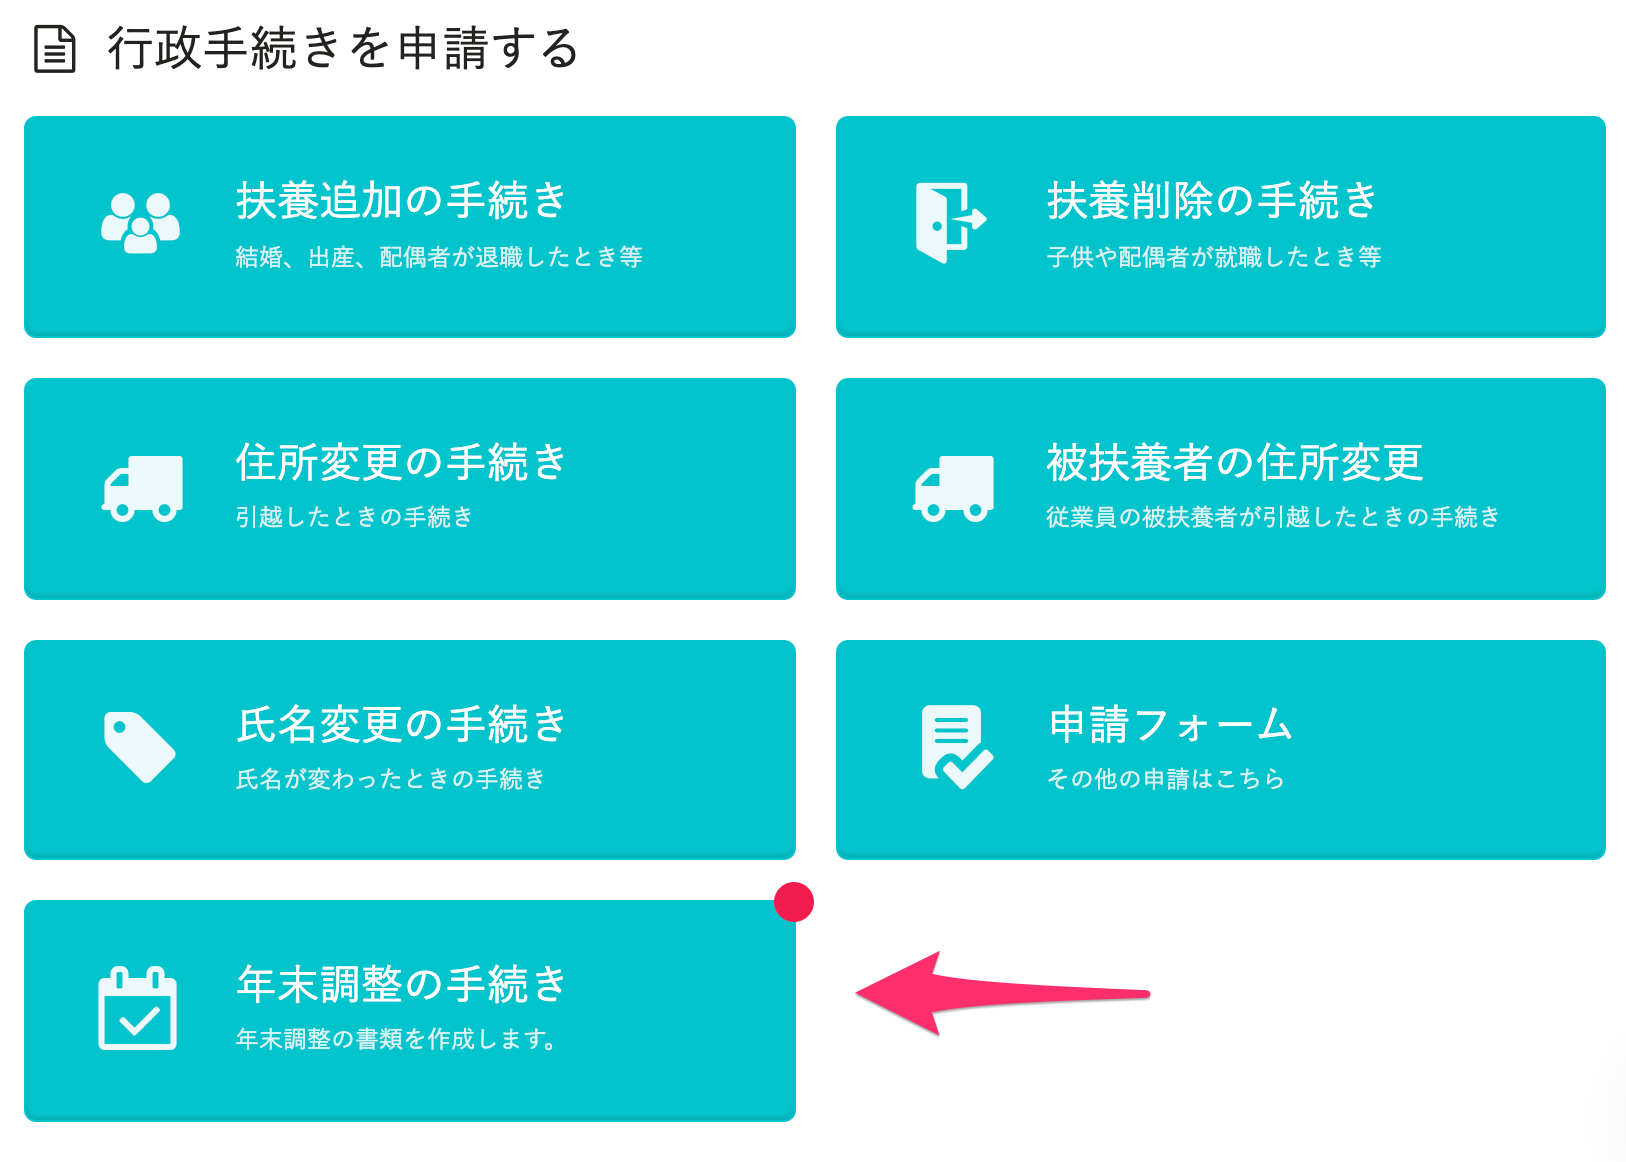 行政手続きを申請する
扶養追加の手続き
結婚、出産、配偶者が退職したとき等
扶養削除の手続き
子供や配偶者が就職したとき等
住所変更の手続き
引越したときの手続き
被扶養者の住所変更
従業員の被扶養者が引越したときの手続き
氏名変更の手続き
氏名が変わったときの手続き
申請フォーム
その他の申請はこちら
年末調整の手続き
年末調整の書類を作成します。